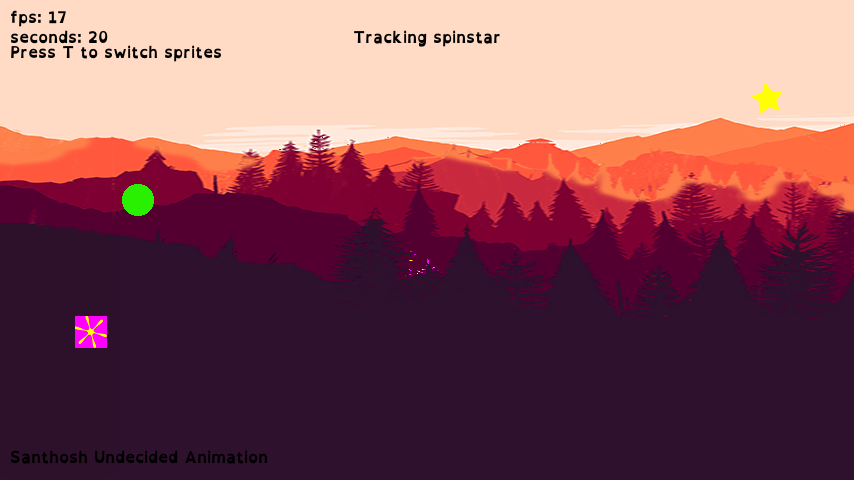 fps: 17
seconds: 20
Tracking spinstar
Press T to switch sprites
Santhosh Undecided Animation